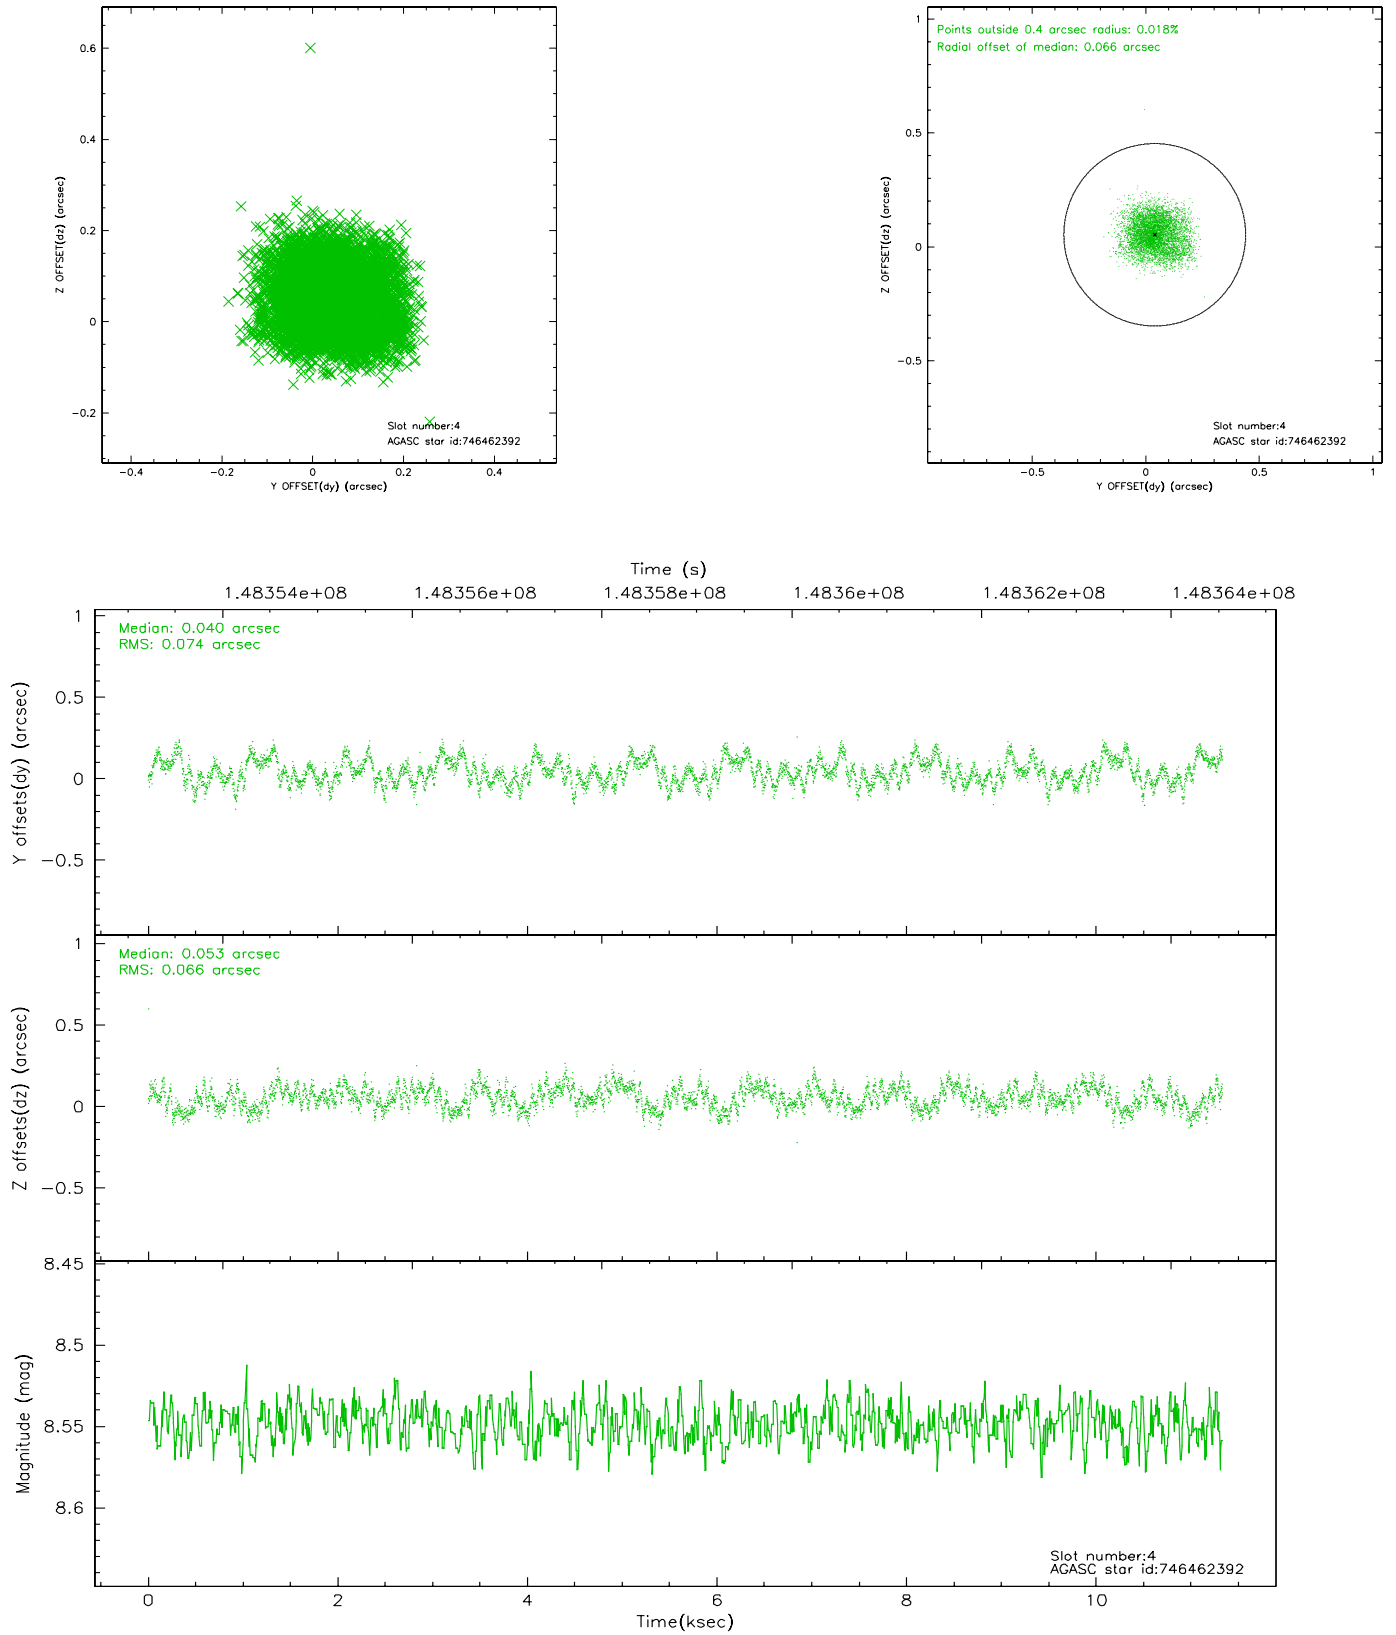 0.6
0.4
0.2
0
−0.2
Z OFFSET(dz) (arcsec)
−0.4
−0.2
0
0.2
0.4
Y OFFSET(dy) (arcsec)
Slot number:4
AGASC star id:746462392
Points outside 0.4 arcsec radius: 0.018%
Radial offset of median: 0.066 arcsec
1
0.5
0
−0.5
Z OFFSET(dz) (arcsec)
−0.5
0
0.5
1
Y OFFSET(dy) (arcsec)
Slot number:4
AGASC star id:746462392
Time (s)
1.48354e+08
1.48356e+08
1.48358e+08
1.4836e+08
1.48362e+08
1.48364e+08
Median: 0.040 arcsec
RMS: 0.074 arcsec
1
0.5
0
−0.5
Y offsets(dy) (arcsec)
Median: 0.053 arcsec
RMS: 0.066 arcsec
1
0.5
0
−0.5
Z offsets(dz) (arcsec)
8.45
8.5
8.55
8.6
Magnitude (mag)
Slot number:4
AGASC star id:746462392
0
2
4
6
8
10
Time(ksec)